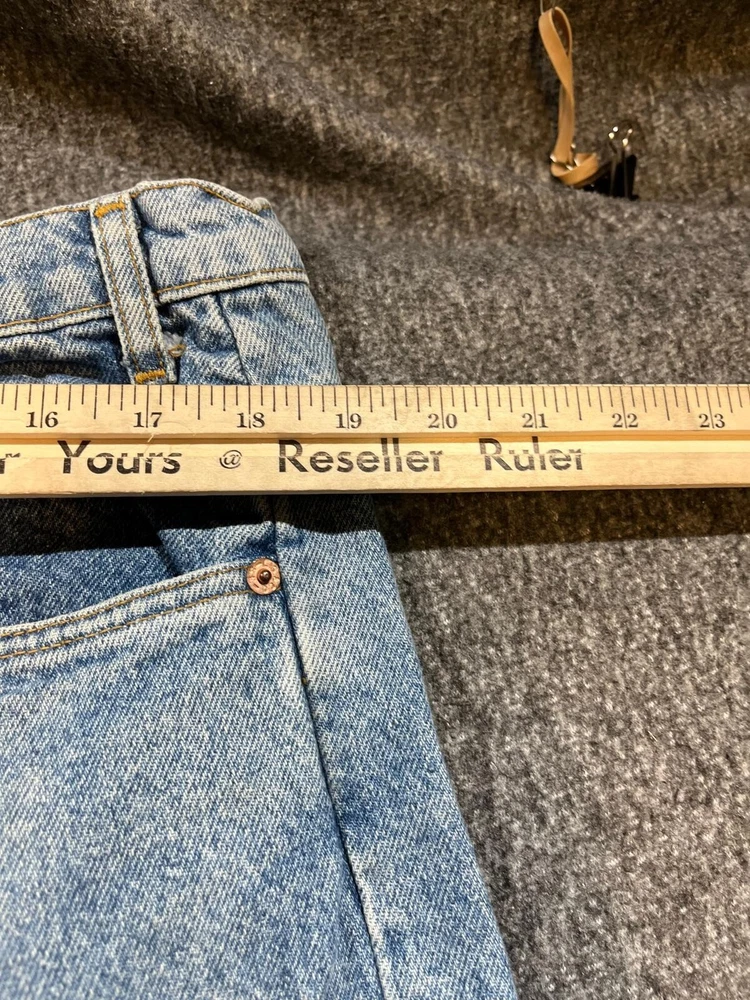 16 17 18 19 20 21 22 23
r Yours @ Reseller Ruler